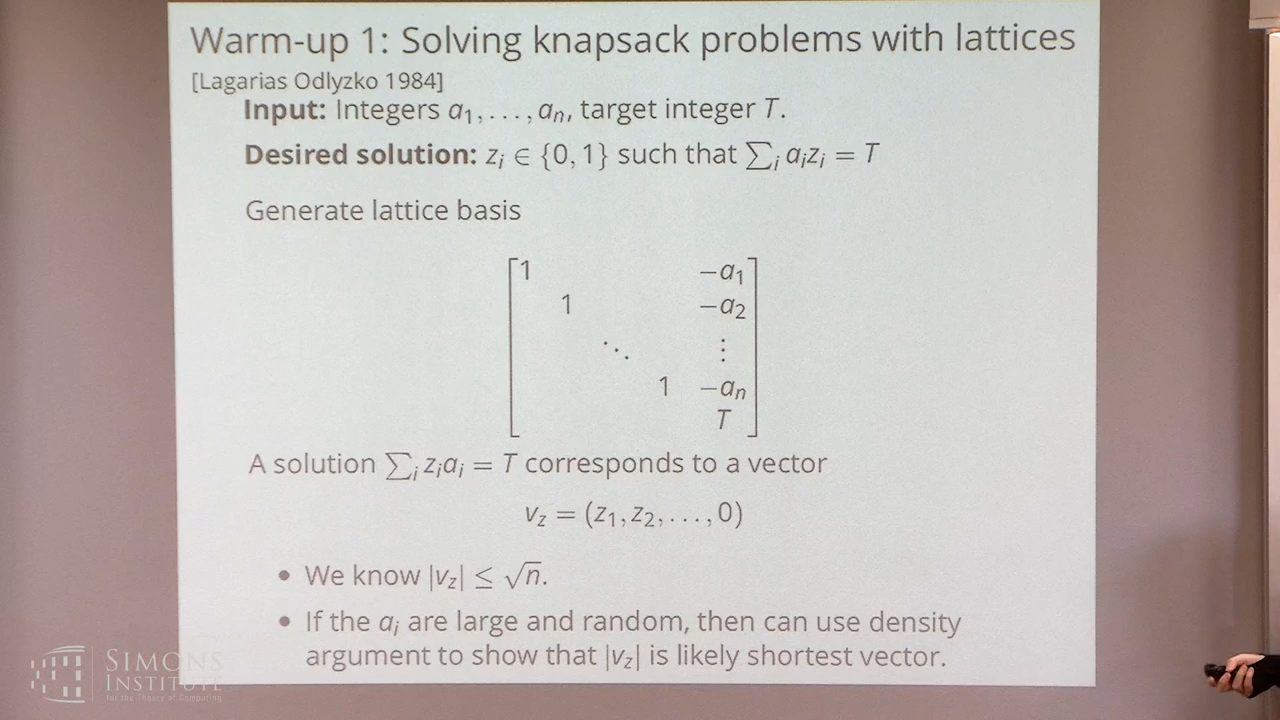 Warm-up 1: Solving knapsack problems with lattices
[Lagarias Odlyzko 1984]
Input: Integers a₁, . . . , aₙ, target integer T.
Desired solution: zᵢ ∈ {0, 1} such that ∑ᵢ aᵢzᵢ = T
Generate lattice basis
1 −a₁
1 −a₂
⋱ ⋮
1 −aₙ
T
A solution ∑ᵢ zᵢaᵢ = T corresponds to a vector
v_z = (z₁, z₂, . . . , 0)
• We know |v_z| ≤ √n.
• If the aᵢ are large and random, then can use density
argument to show that |v_z| is likely shortest vector.
SIMONS
INSTITUTE
for the Theory of Computing